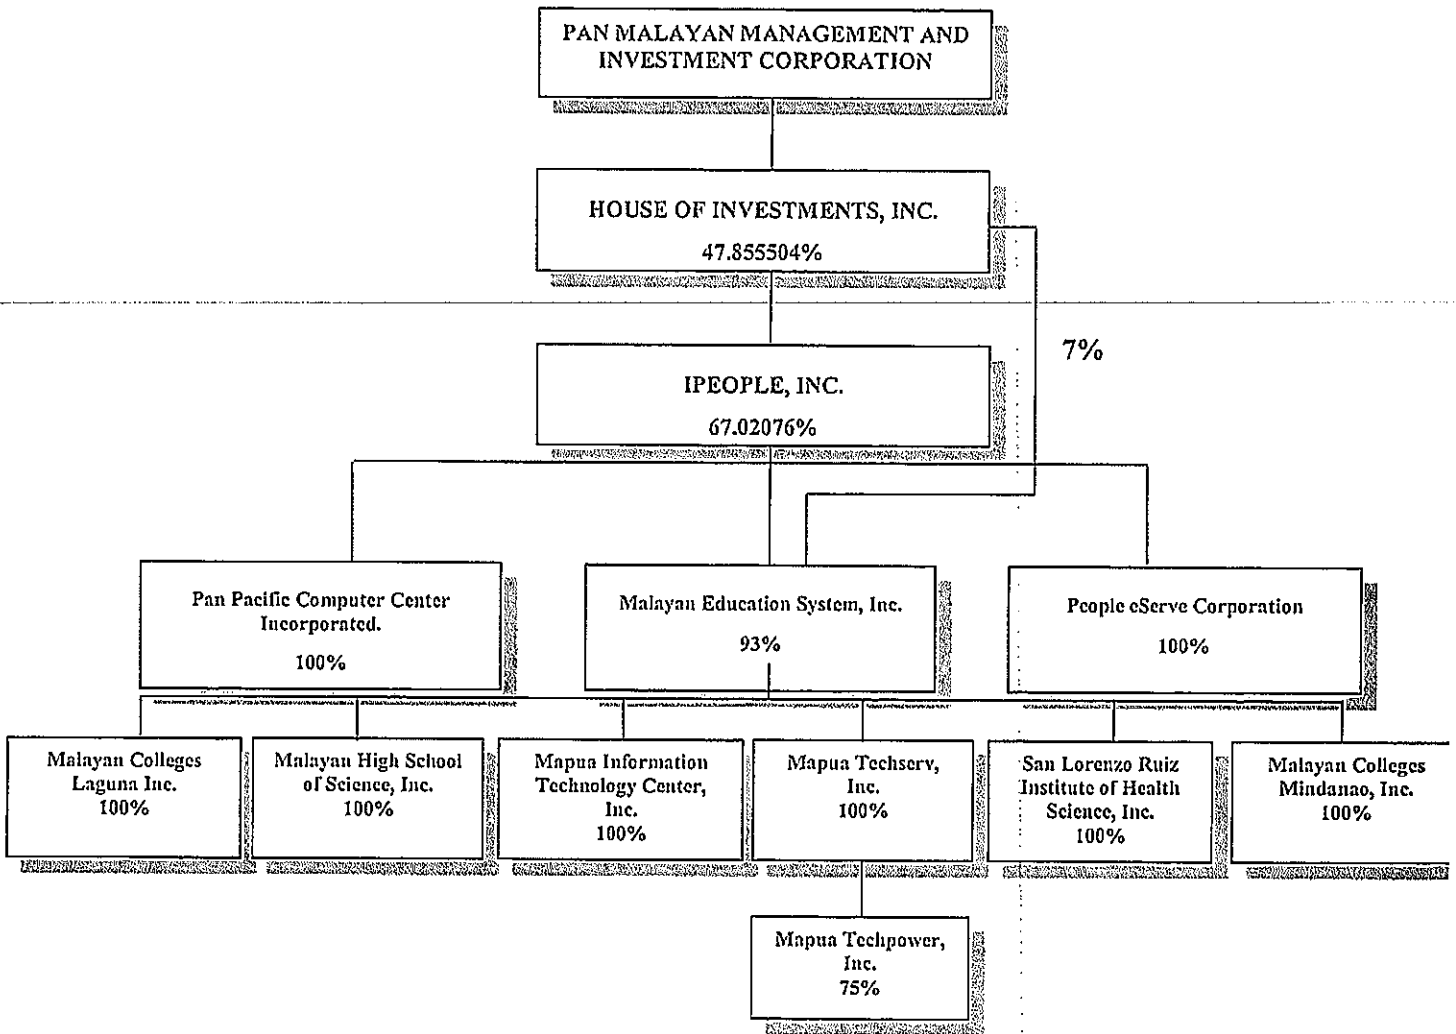 PAN MALAYAN MANAGEMENT AND
INVESTMENT CORPORATION
HOUSE OF INVESTMENTS, INC.
47.855504%
7%
IPEOPLE, INC.
67.02076%
Pan Pacific Computer Center
Incorporated.
100%
Malayan Education System, Inc.
93%
People eServe Corporation
100%
Malayan Colleges
Laguna Inc.
100%
Malayan High School
of Science, Inc.
100%
Mapua Information
Technology Center,
Inc.
100%
Mapua Techserv,
Inc.
100%
San Lorenzo Ruiz
Institute of Health
Science, Inc.
100%
Malayan Colleges
Mindanao, Inc.
100%
Mapua Techpower,
Inc.
75%